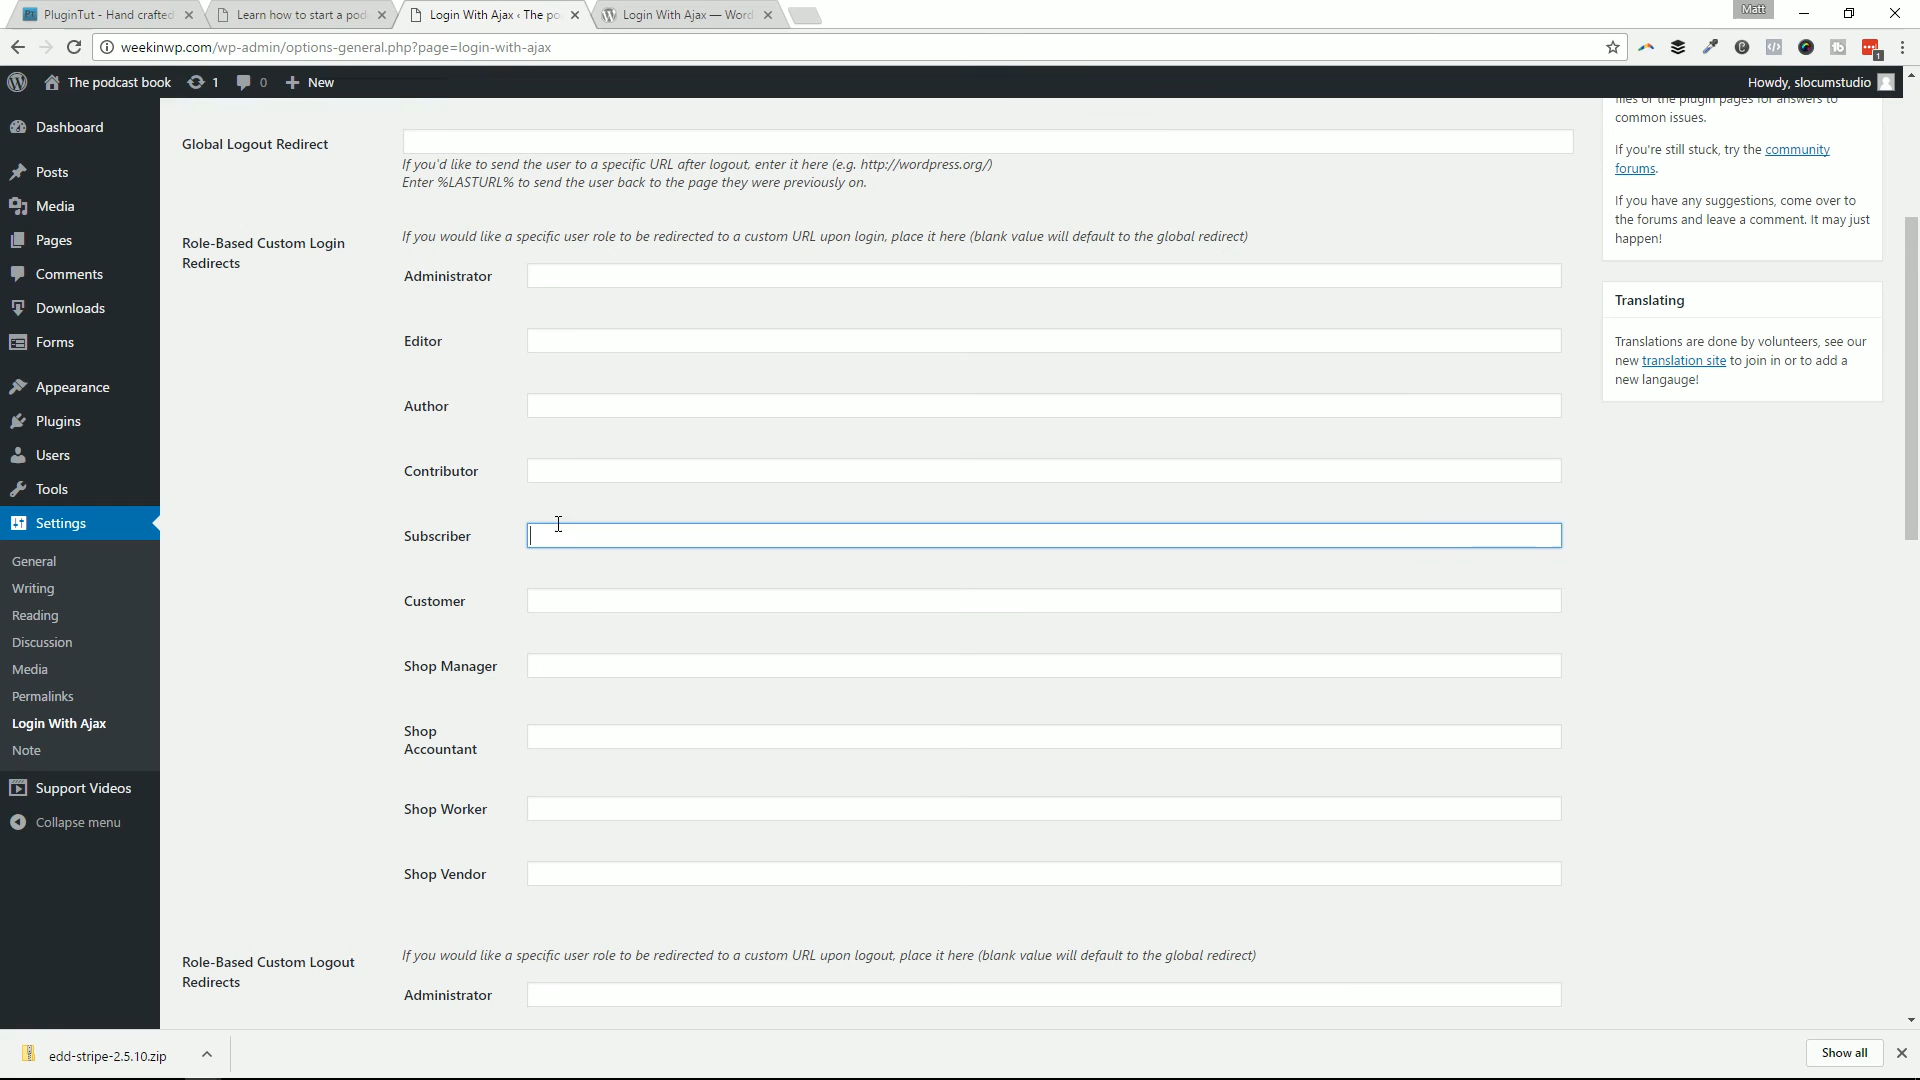 PluginTut - Hand crafted
Learn how to start a pod
Login With Ajax ‹ The po
Login With Ajax — Word
Matt
weekinwp.com/wp-admin/options-general.php?page=login-with-ajax
1
The podcast book
1
0
New
Howdy, slocumstudio
Dashboard
Posts
Media
Pages
Comments
Downloads
Forms
Appearance
Plugins
Users
Tools
Settings
General
Writing
Reading
Discussion
Media
Permalinks
Login With Ajax
Note
Support Videos
Collapse menu
Global Logout Redirect
If you'd like to send the user to a specific URL after logout, enter it here (e.g. http://wordpress.org/)
Enter %LASTURL% to send the user back to the page they were previously on.
Role-Based Custom Login
Redirects
If you would like a specific user role to be redirected to a custom URL upon login, place it here (blank value will default to the global redirect)
Administrator
Editor
Author
Contributor
Subscriber
Customer
Shop Manager
Shop
Accountant
Shop Worker
Shop Vendor
Role-Based Custom Logout
Redirects
If you would like a specific user role to be redirected to a custom URL upon logout, place it here (blank value will default to the global redirect)
Administrator
files or the plugin pages for answers to
common issues.
If you're still stuck, try the community
forums.
If you have any suggestions, come over to
the forums and leave a comment. It may just
happen!
Translating
Translations are done by volunteers, see our
new translation site to join in or to add a
new langauge!
edd-stripe-2.5.10.zip
Show all